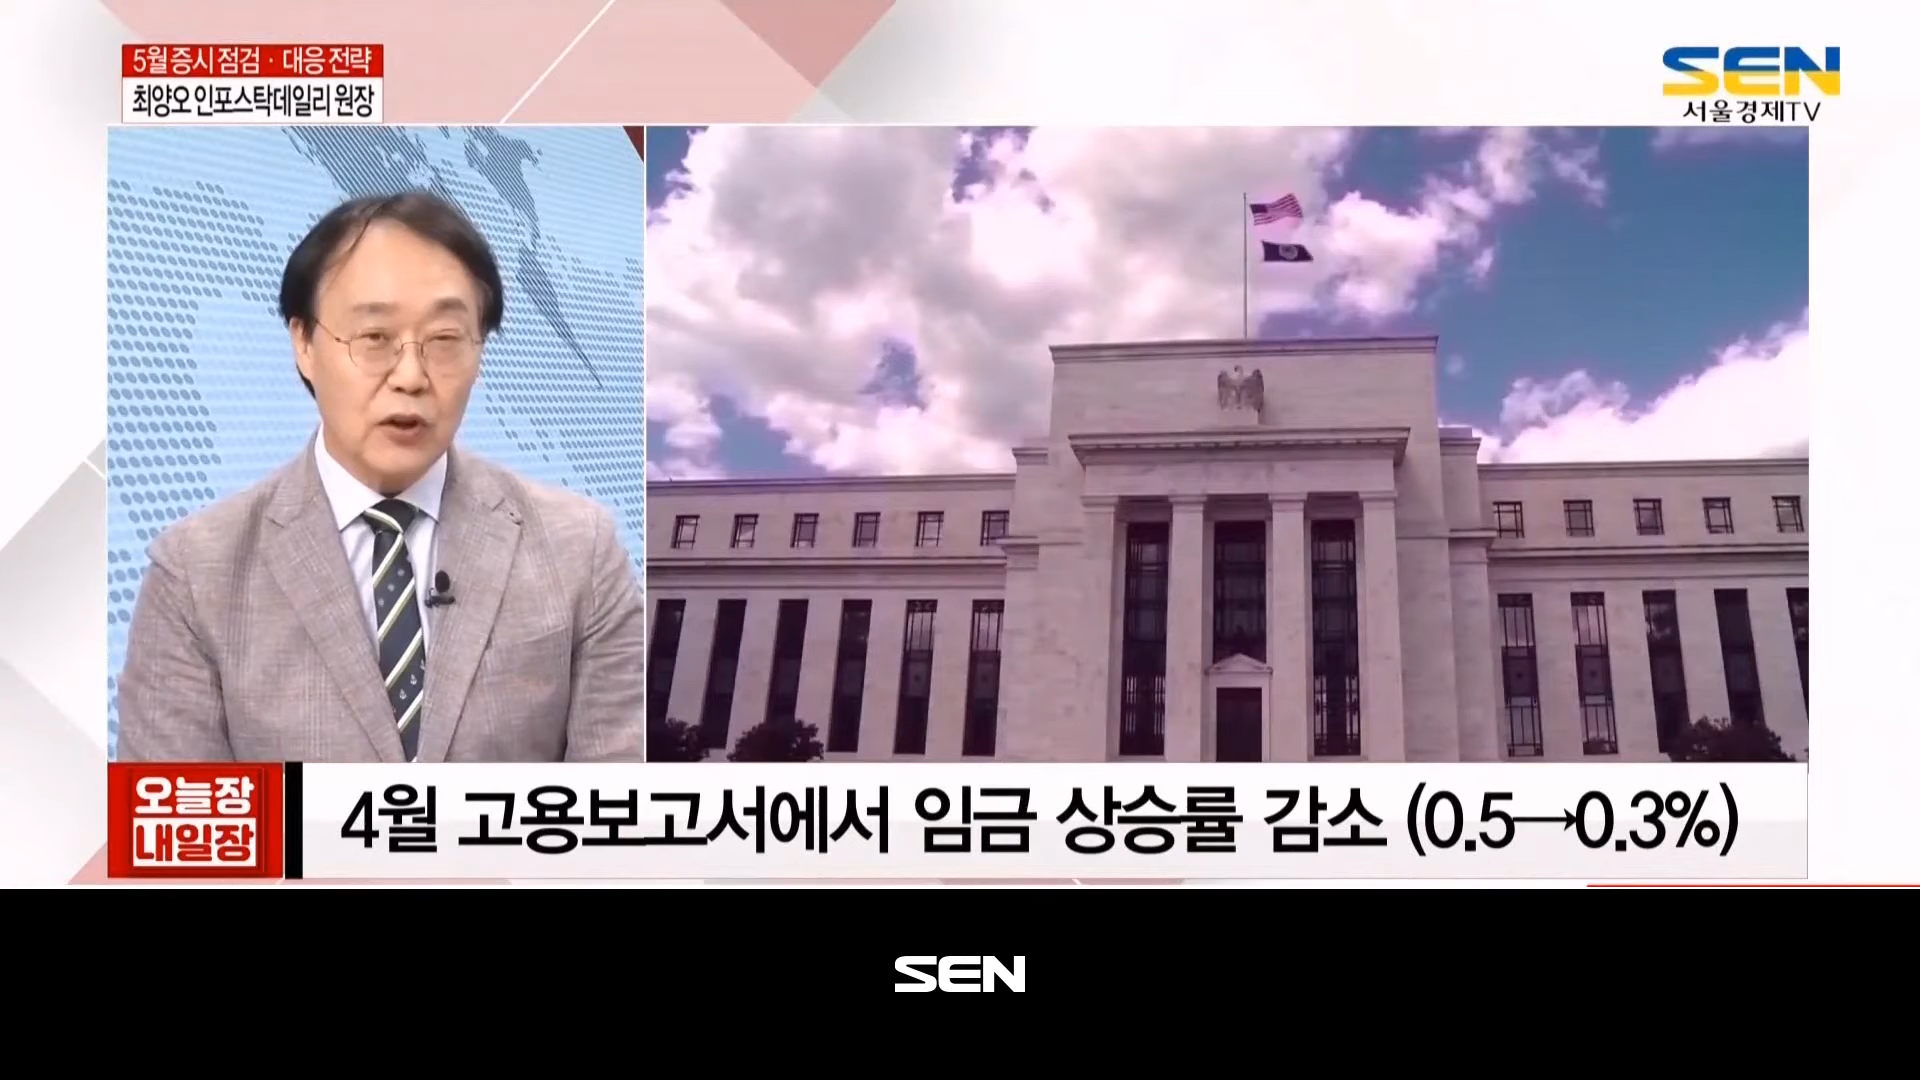 5월 증시 점검 · 대응 전략
최양오 인포스탁데일리 원장
SEN
서울경제TV
오늘장
내일장
4월 고용보고서에서 임금 상승률 감소 (0.5→0.3%)
SEN